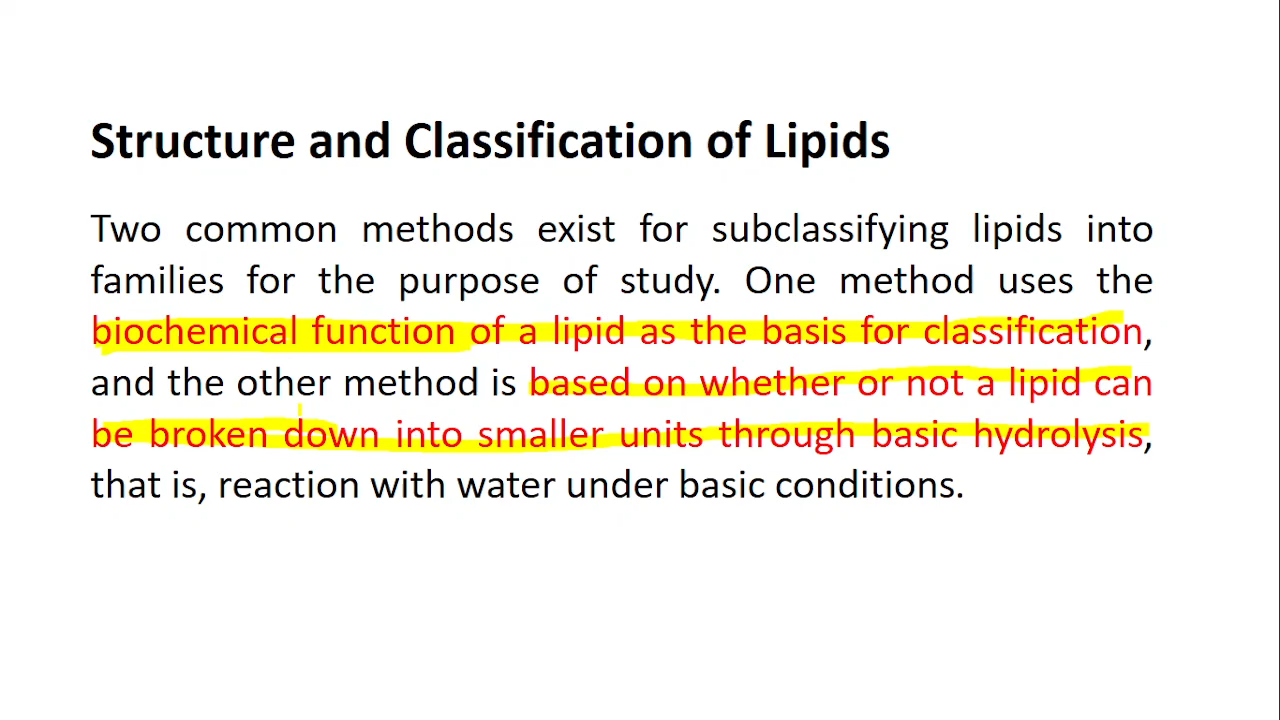 Structure and Classification of Lipids
Two common methods exist for subclassifying lipids into
families for the purpose of study. One method uses the
biochemical function of a lipid as the basis for classification,
and the other method is based on whether or not a lipid can
be broken down into smaller units through basic hydrolysis,
that is, reaction with water under basic conditions.